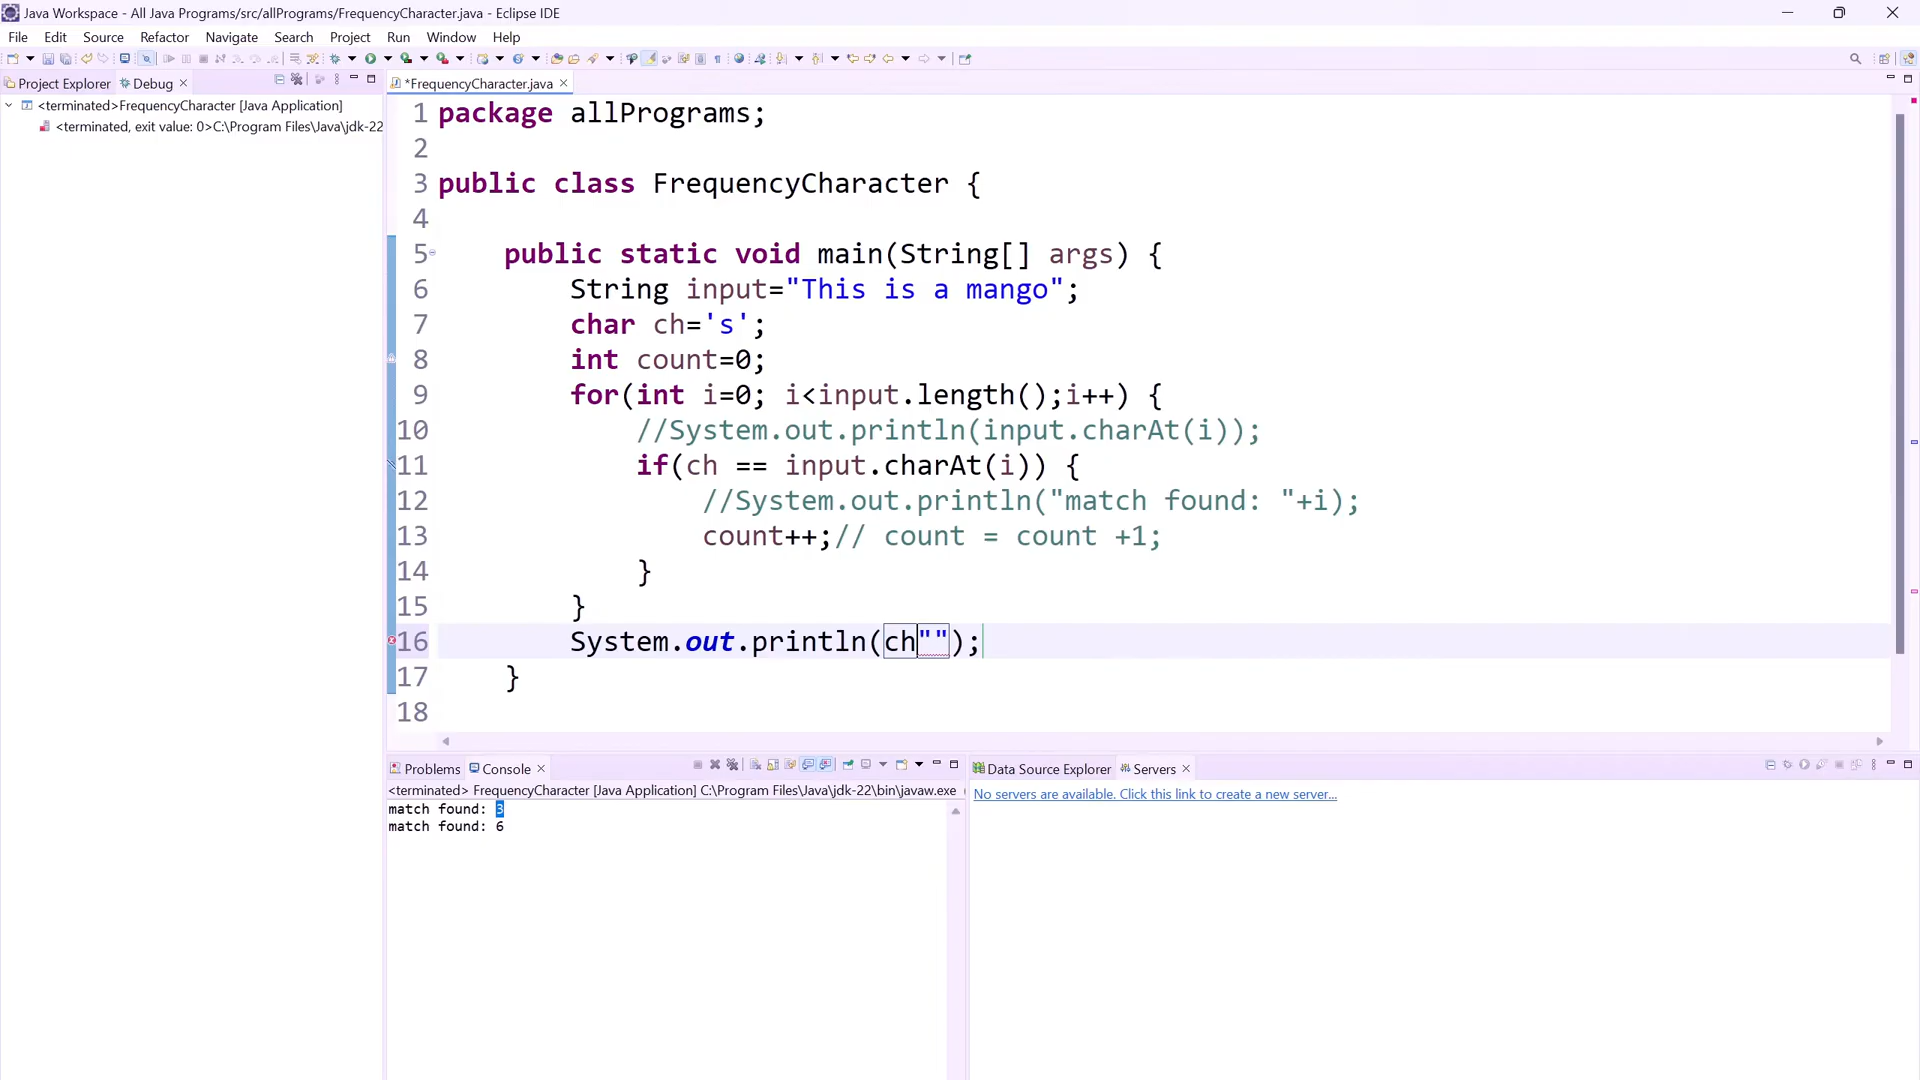 Java Workspace - All Java Programs/src/allPrograms/FrequencyCharacter.java - Eclipse IDE
File Edit Source Refactor Navigate Search Project Run Window Help
Project Explorer Debug
<terminated>FrequencyCharacter [Java Application]
<terminated, exit value: 0>C:\Program Files\Java\jdk-22
*FrequencyCharacter.java
1 package allPrograms;
2
3 public class FrequencyCharacter {
4
5 public static void main(String[] args) {
6 String input="This is a mango";
7 char ch='s';
8 int count=0;
9 for(int i=0; i<input.length();i++) {
10 //System.out.println(input.charAt(i));
11 if(ch == input.charAt(i)) {
12 //System.out.println("match found: "+i);
13 count++;// count = count +1;
14 }
15 }
16 System.out.println(ch"");
17 }
18
Problems Console
<terminated> FrequencyCharacter [Java Application] C:\Program Files\Java\jdk-22\bin\javaw.exe (
match found: 3
match found: 6
Data Source Explorer Servers
No servers are available. Click this link to create a new server...